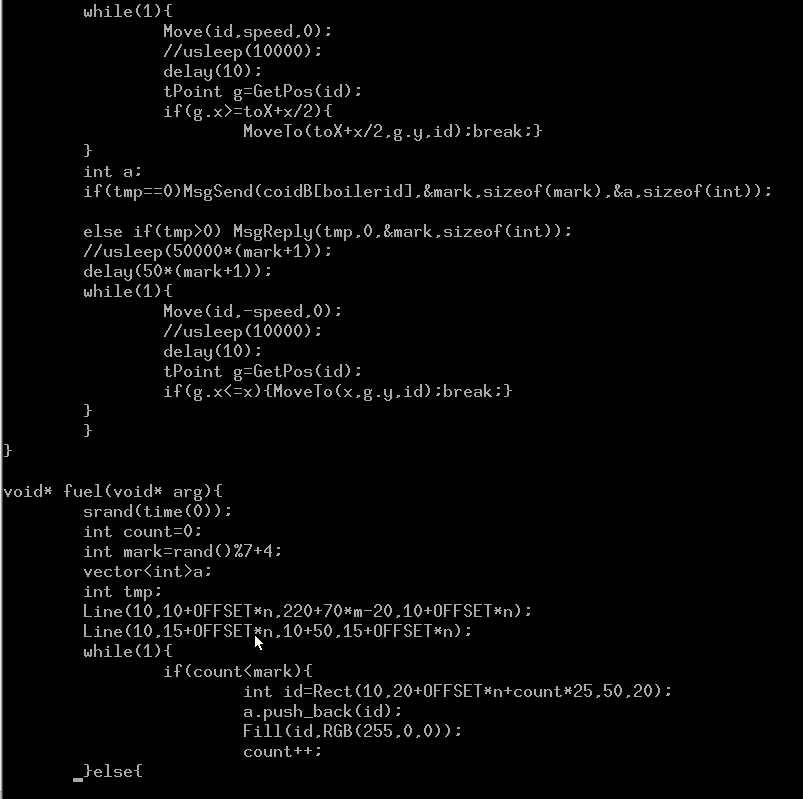 while(1){
Move(id,speed,0);
//usleep(10000);
delay(10);
tPoint g=GetPos(id);
if(g.x>=toX+x/2){
MoveTo(toX+x/2,g.y,id);break;}
}
int a;
if(tmp==0)MsgSend(coidB[boilerid],&mark,sizeof(mark),&a,sizeof(int));
else if(tmp>0) MsgReply(tmp,0,&mark,sizeof(int));
//usleep(50000*(mark+1));
delay(50*(mark+1));
while(1){
Move(id,-speed,0);
//usleep(10000);
delay(10);
tPoint g=GetPos(id);
if(g.x<=x){MoveTo(x,g.y,id);break;}
}
}
}
void* fuel(void* arg){
srand(time(0));
int count=0;
int mark=rand()%7+4;
vector<int>a;
int tmp;
Line(10,10+OFFSET*n,220+70*m-20,10+OFFSET*n);
Line(10,15+OFFSET*n,10+50,15+OFFSET*n);
while(1){
if(count<mark){
int id=Rect(10,20+OFFSET*n+count*25,50,20);
a.push_back(id);
Fill(id,RGB(255,0,0));
count++;
}else{